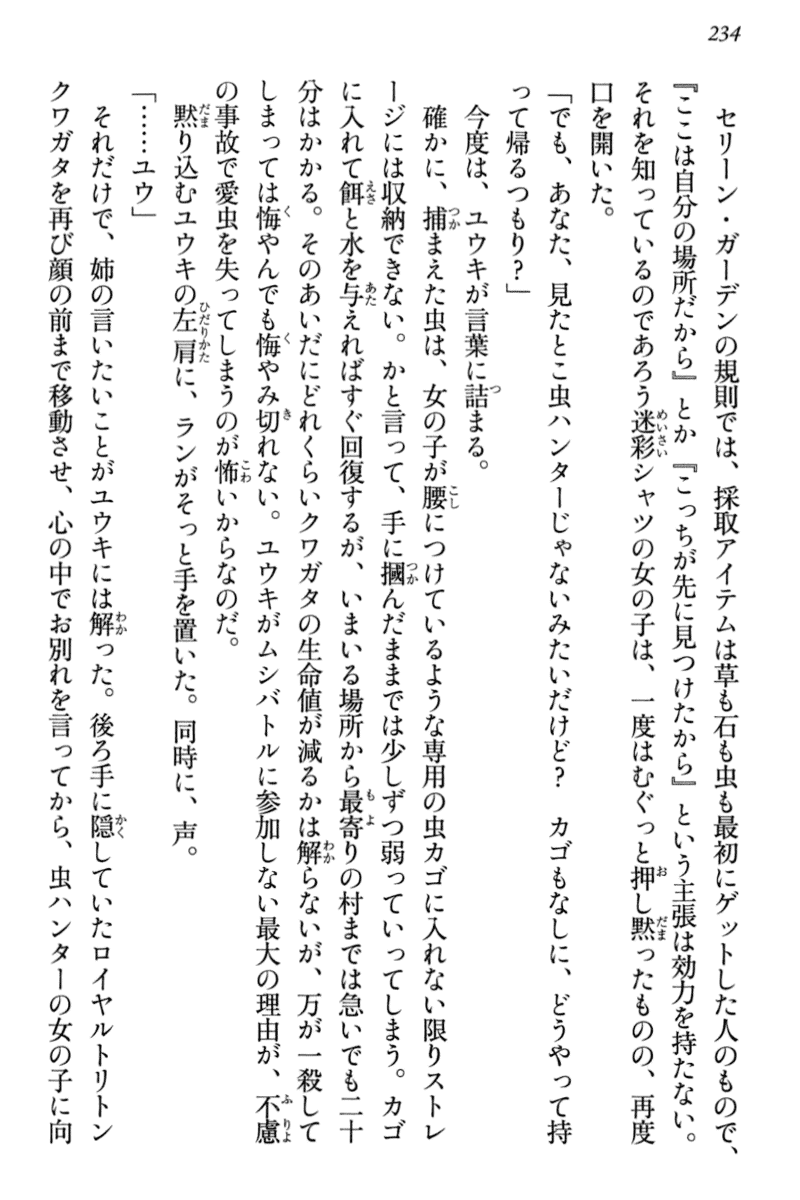 234
セリーン・ガーデンの規則では、採取アイテムは草も石も虫も最初にゲットした人のもので、
『ここは自分の場所だから』とか『こっちが先に見つけたから』という主張は効力を持たない。
それを知っているのであろう迷彩シャツの女の子は、一度はむぐっと押し黙ったものの、再度
口を開いた。
「でも、あなた、見たとこ虫ハンターじゃないみたいだけど？　カゴもなしに、どうやって持
って帰るつもり？」
今度は、ユウキが言葉に詰まる。
確かに、捕まえた虫は、女の子が腰につけているような専用の虫カゴに入れない限りストレ
ージには収納できない。かと言って、手に摑んだままでは少しずつ弱っていってしまう。カゴ
に入れて餌と水を与えればすぐ回復するが、いまいる場所から最寄りの村までは急いでも二十
分はかかる。そのあいだにどれくらいクワガタの生命値が減るかは解らないが、万が一殺して
しまっては悔やんでも悔やみ切れない。ユウキがムシバトルに参加しない最大の理由が、不慮
の事故で愛虫を失ってしまうのが怖いからなのだ。
黙り込むユウキの左肩に、ランがそっと手を置いた。同時に、声。
「……ユウ」
それだけで、姉の言いたいことがユウキには解った。後ろ手に隠していたロイヤルトリトン
クワガタを再び顔の前まで移動させ、心の中でお別れを言ってから、虫ハンターの女の子に向